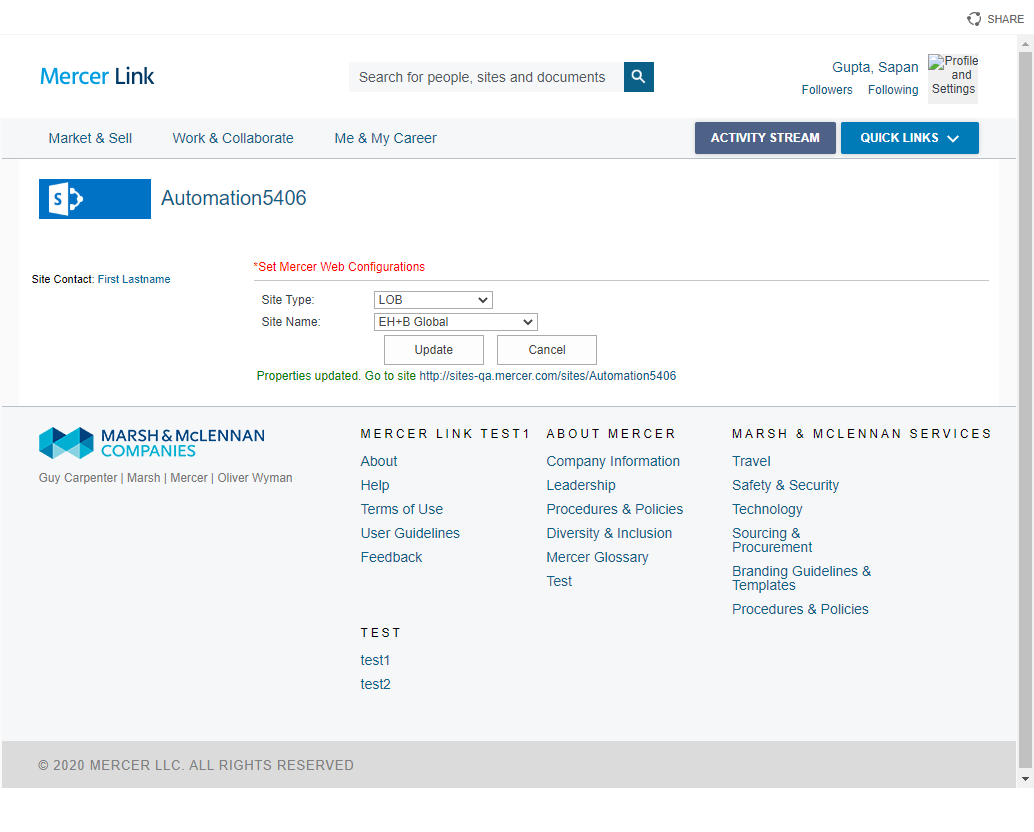 SHARE
Mercer Link
Search for people, sites and documents
Gupta, Sapan
Followers Following
Profile
and
Settings
Market & Sell Work & Collaborate Me & My Career
ACTIVITY STREAM QUICK LINKS
S
Automation5406
*Set Mercer Web Configurations
Site Contact: First Lastname
Site Type: LOB
Site Name: EH+B Global
Update Cancel
Properties updated. Go to site http://sites-qa.mercer.com/sites/Automation5406
MARSH & McLENNAN
COMPANIES
Guy Carpenter | Marsh | Mercer | Oliver Wyman
MERCER LINK TEST1
About
Help
Terms of Use
User Guidelines
Feedback
ABOUT MERCER
Company Information
Leadership
Procedures & Policies
Diversity & Inclusion
Mercer Glossary
Test
MARSH & MCLENNAN SERVICES
Travel
Safety & Security
Technology
Sourcing &
Procurement
Branding Guidelines &
Templates
Procedures & Policies
TEST
test1
test2
© 2020 MERCER LLC. ALL RIGHTS RESERVED